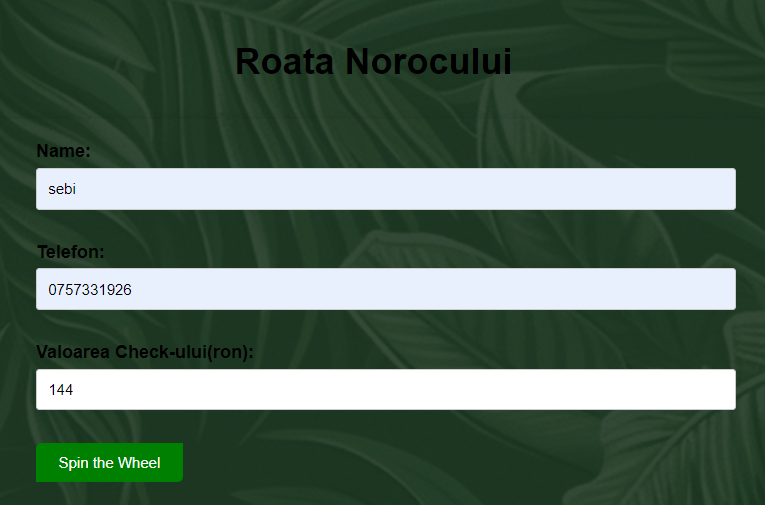 Roata Norocului
Name:
sebi
Telefon:
0757331926
Valoarea Check-ului(ron):
144
Spin the Wheel